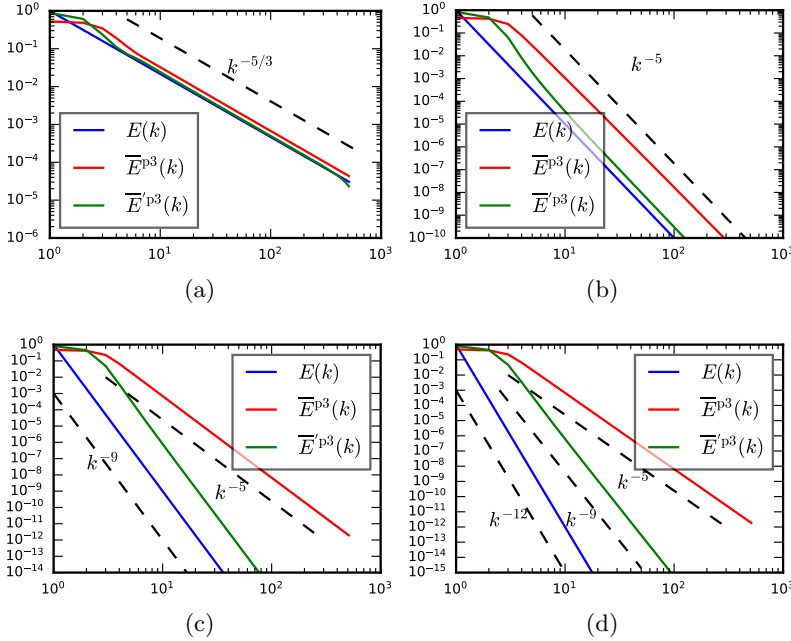 10^0
10^-1
10^-2
10^-3
10^-4
10^-5
10^-6
10^0 10^1 10^2 10^3
k^-5/3
E(k)
E̅^p3(k)
E̅'^p3(k)
(a)
10^0
10^-1
10^-2
10^-3
10^-4
10^-5
10^-6
10^-7
10^-8
10^-9
10^-10
10^0 10^1 10^2 10^3
k^-5
E(k)
E̅^p3(k)
E̅'^p3(k)
(b)
10^0
10^-1
10^-2
10^-3
10^-4
10^-5
10^-6
10^-7
10^-8
10^-9
10^-10
10^-11
10^-12
10^-13
10^-14
10^0 10^1 10^2 10^3
E(k)
E̅^p3(k)
E̅'^p3(k)
k^-9
k^-5
(c)
10^0
10^-1
10^-2
10^-3
10^-4
10^-5
10^-6
10^-7
10^-8
10^-9
10^-10
10^-11
10^-12
10^-13
10^-14
10^-15
10^0 10^1 10^2 10^3
E(k)
E̅^p3(k)
E̅'^p3(k)
k^-5
k^-12 k^-9
(d)